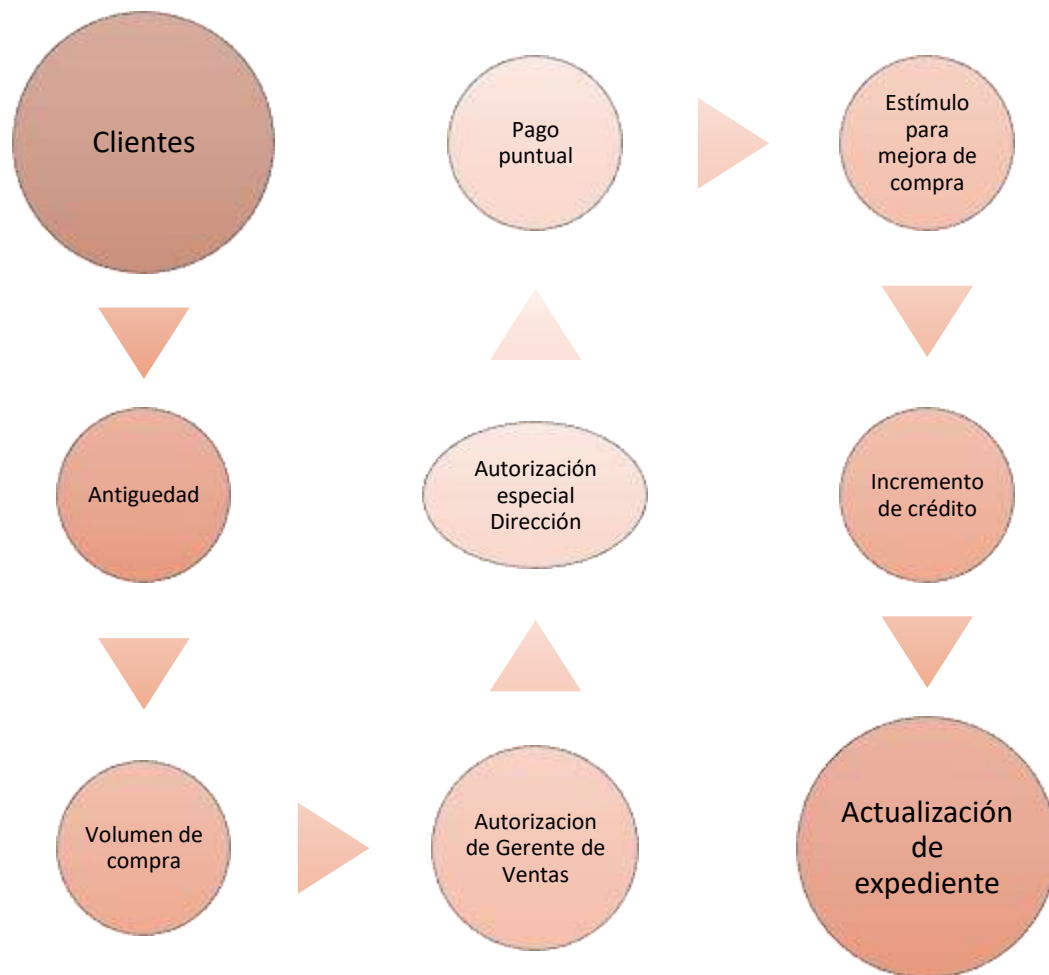 Clientes
Antiguedad
Volumen de
compra
Autorizacion
de Gerente de
Ventas
Autorización
especial
Dirección
Pago
puntual
Estímulo
para
mejora de
compra
Incremento
de crédito
Actualización
de
expediente